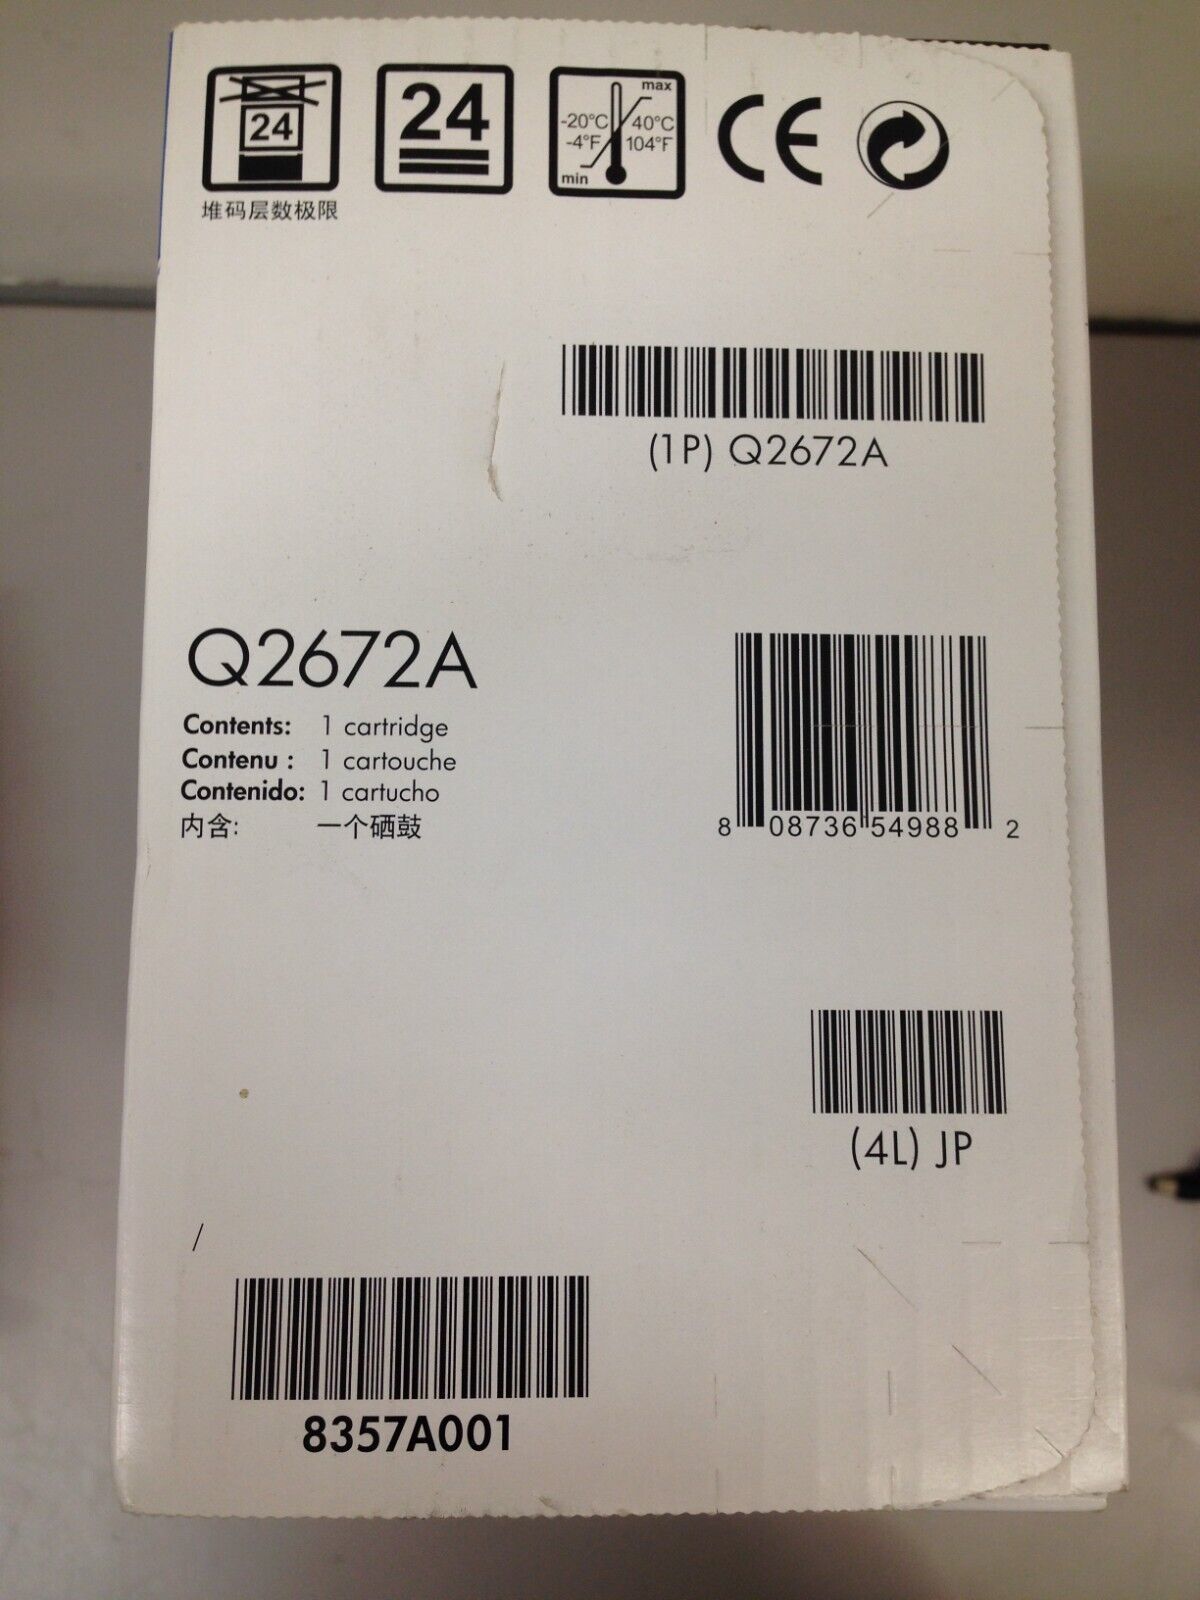 24
24
max
-20°C 40°C
-4°F 104°F
min
CE
堆码层数极限
(1P) Q2672A
Q2672A
Contents: 1 cartridge
Contenu : 1 cartouche
Contenido: 1 cartucho
内含: 一个硒鼓
8 08736 54988 2
(4L) JP
8357A001